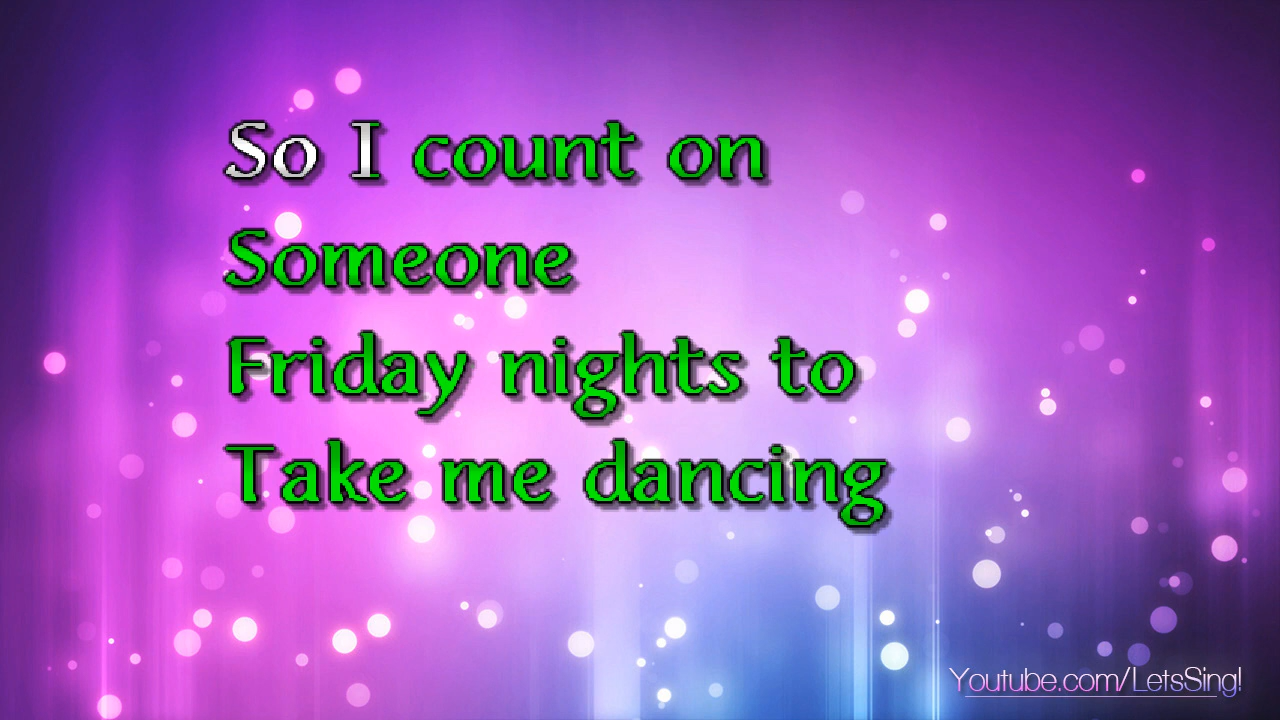 So I count on
Someone
Friday nights to
Take me dancing
Youtube.com/LetsSing!